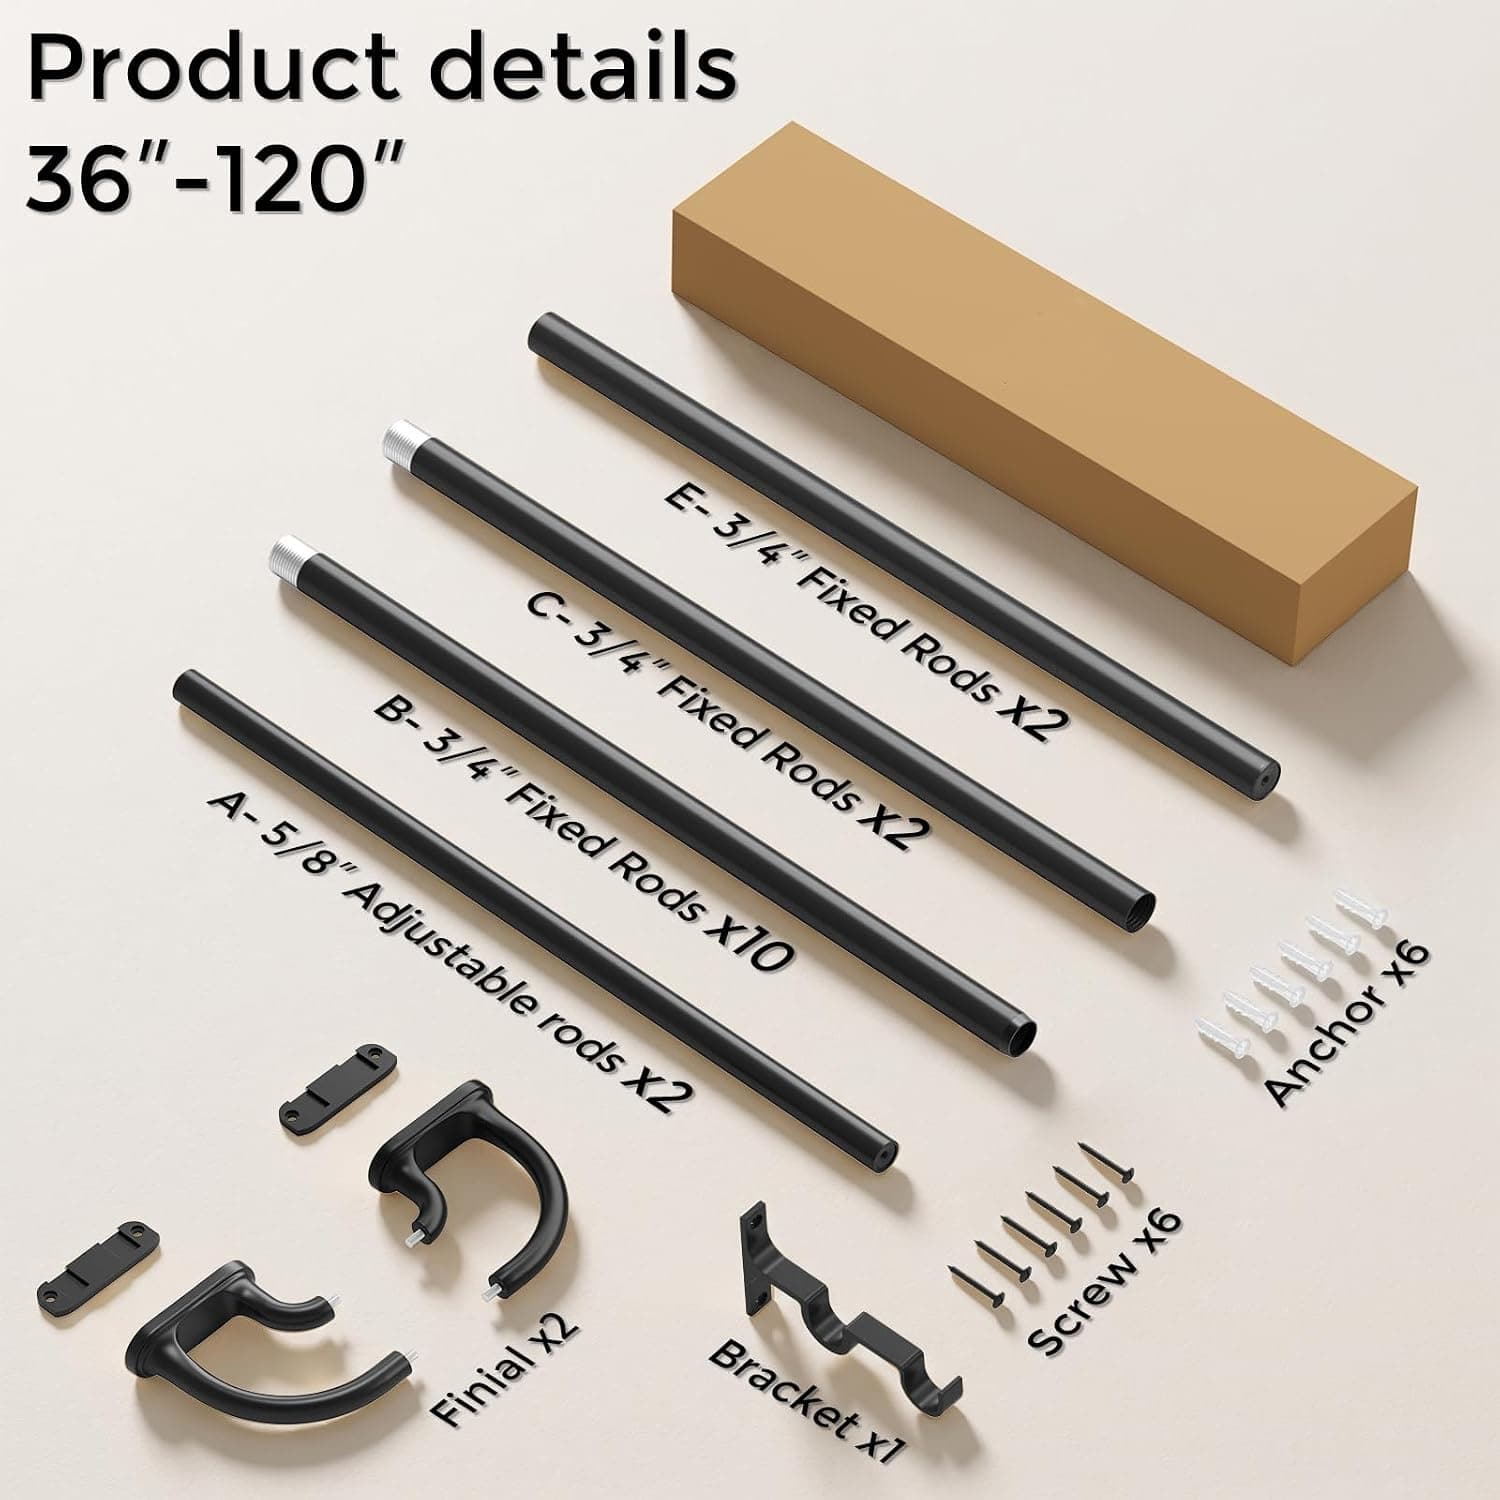 Product details
36"-120"
E- 3/4" Fixed Rods x2
C- 3/4" Fixed Rods x2
B- 3/4" Fixed Rods x10
A- 5/8" Adjustable rods x2
Anchor x6
Screw x6
Finial x2
Bracket x1